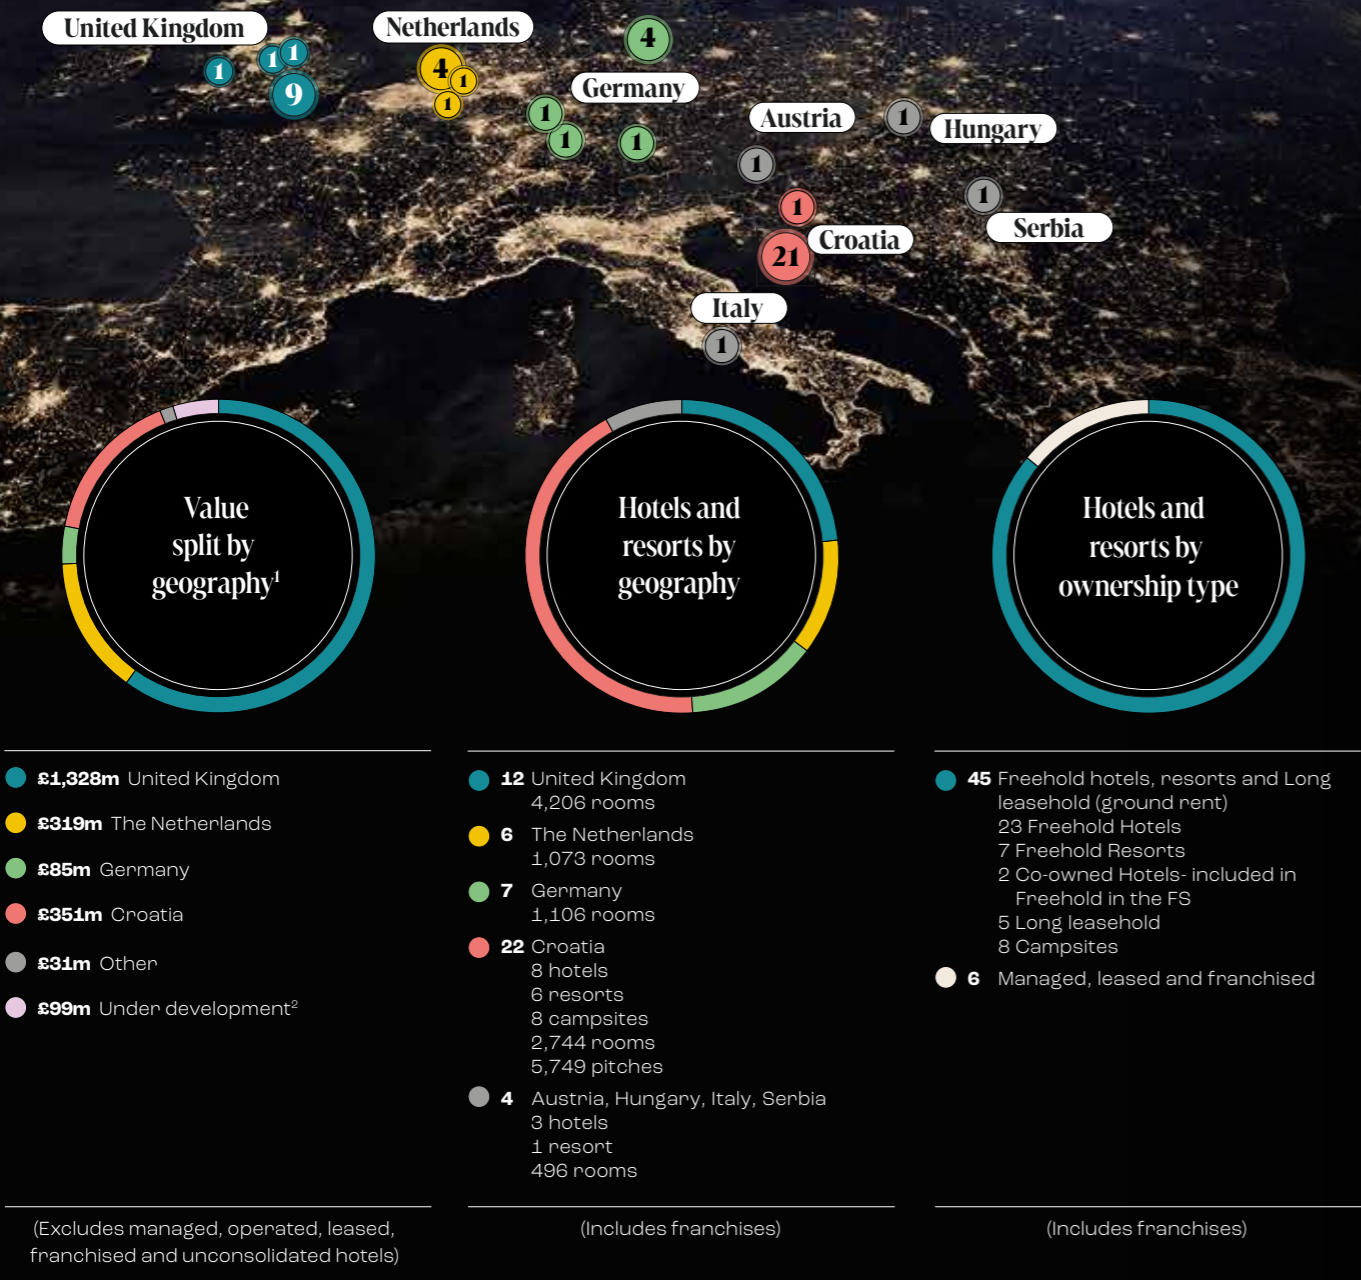 United Kingdom
1
1
1
9
Netherlands
4
1
1
4
Germany
1
1
1
Austria
1
1
Hungary
1
Serbia
1
Croatia
21
Italy
1
Value
split by
geography¹
£1,328m United Kingdom
£319m The Netherlands
£85m Germany
£351m Croatia
£31m Other
£99m Under development²
(Excludes managed, operated, leased,
franchised and unconsolidated hotels)
Hotels and
resorts by
geography
12 United Kingdom
4,206 rooms
6 The Netherlands
1,073 rooms
7 Germany
1,106 rooms
22 Croatia
8 hotels
6 resorts
8 campsites
2,744 rooms
5,749 pitches
4 Austria, Hungary, Italy, Serbia
3 hotels
1 resort
496 rooms
(Includes franchises)
Hotels and
resorts by
ownership type
45 Freehold hotels, resorts and Long
leasehold (ground rent)
23 Freehold Hotels
7 Freehold Resorts
2 Co-owned Hotels- included in
Freehold in the FS
5 Long leasehold
8 Campsites
6 Managed, leased and franchised
(Includes franchises)